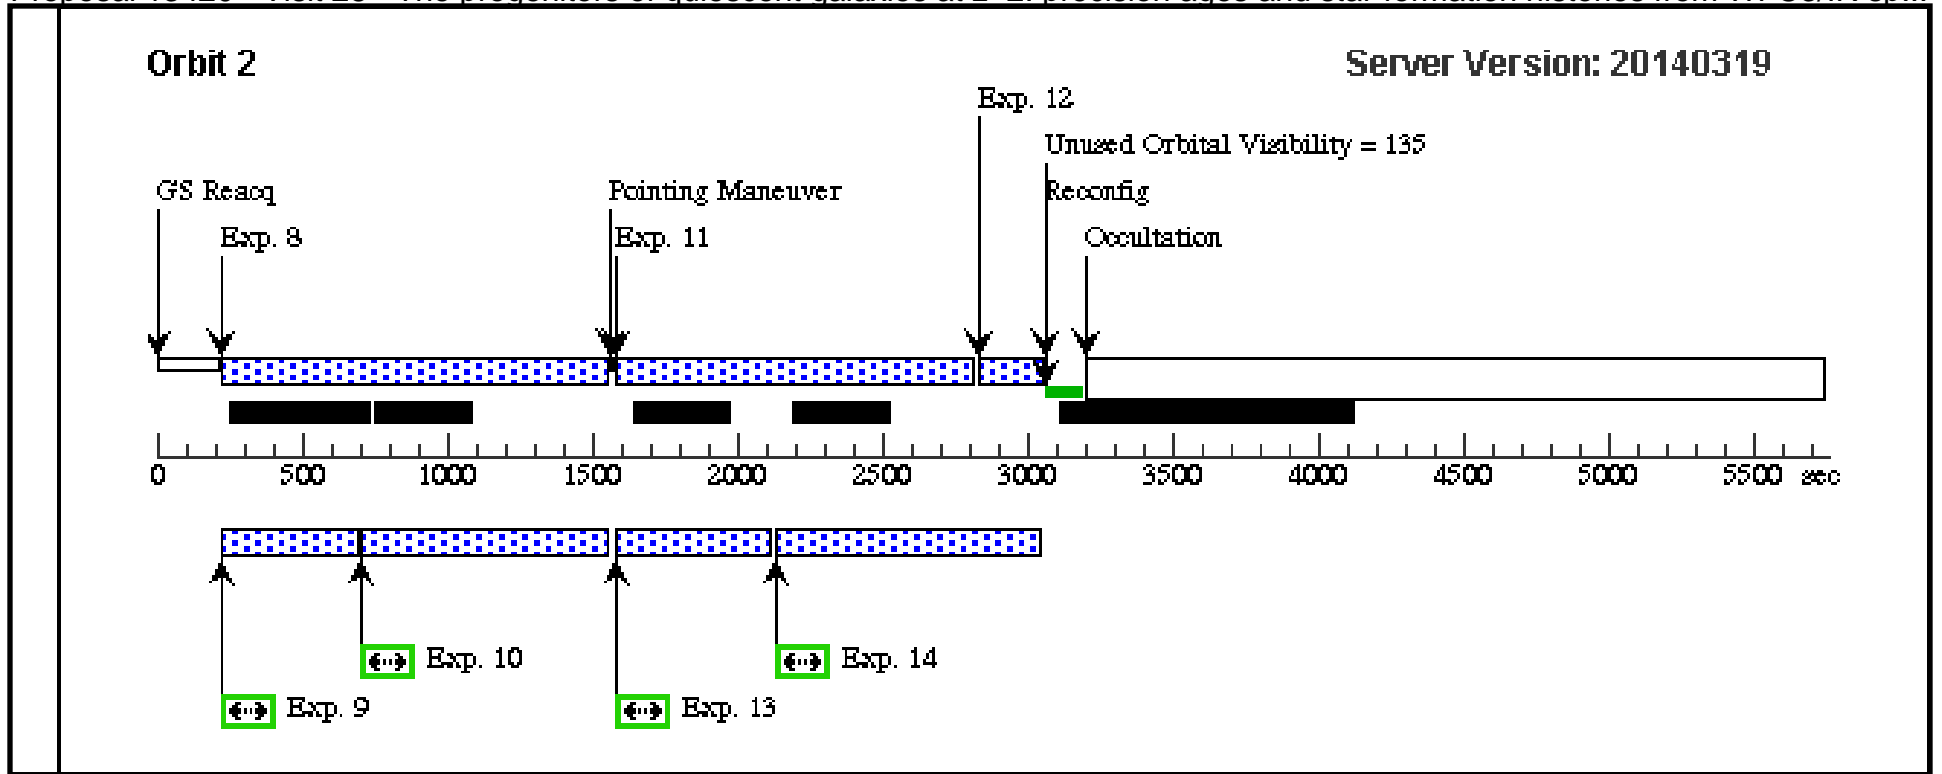 Orbit 2
Server Version: 20140319
Exp. 12
Unused Orbital Visibility = 135
GS Reacq
Pointing Maneuver
Reconfig
Exp. 8
Exp. 11
Occultation
0 500 1000 1500 2000 2500 3000 3500 4000 4500 5000 5500 sec
Exp. 10
Exp. 14
Exp. 9
Exp. 13